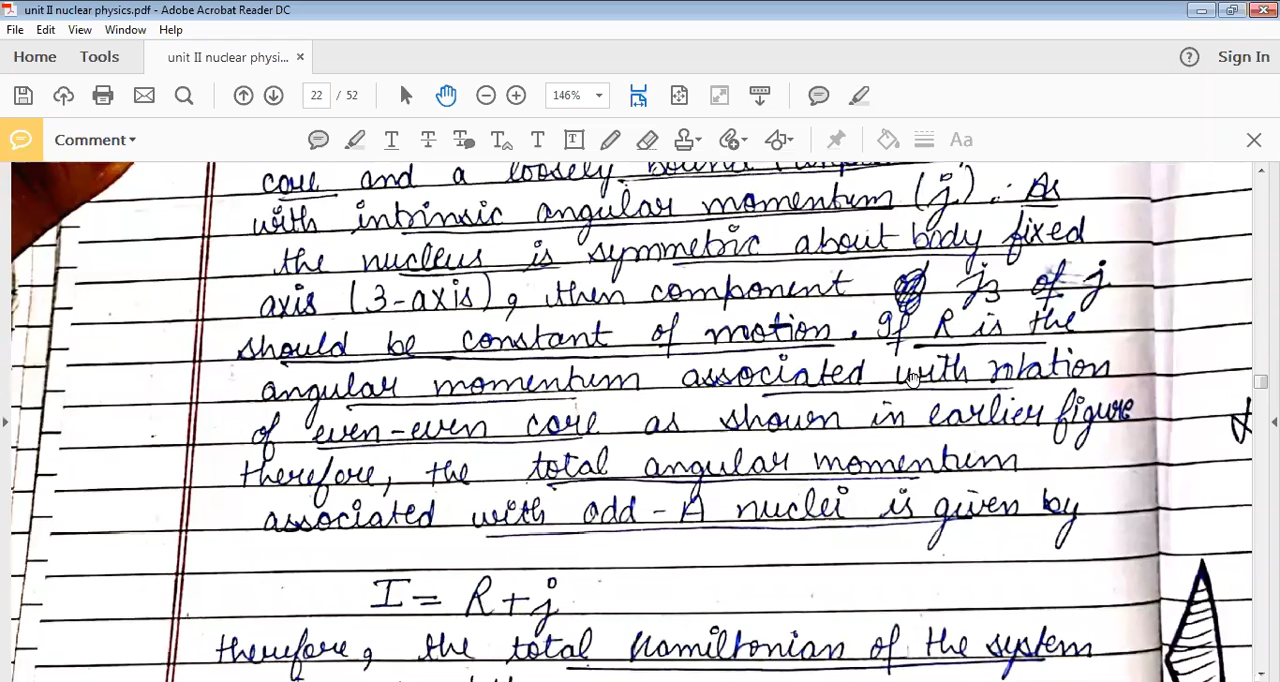 unit II nuclear physics.pdf - Adobe Acrobat Reader DC
File Edit View Window Help
Home Tools unit II nuclear physi... ×
Sign In
22 / 52 146%
Comment
core and a loosely bound
with intrinsic angular momentum (j). As
the nucleus is symmetric about body fixed
axis (3-axis), then component j3 of j
should be constant of motion. If R is the
angular momentum associated with rotation
of even-even core as shown in earlier figure
therefore, the total angular momentum
associated with odd-A nuclei is given by
I = R + j
therefore, the total Hamiltonian of the system